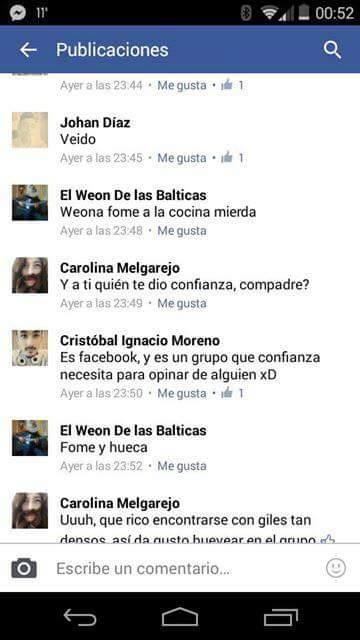 11°
00:52
Publicaciones
Ayer a las 23:44 · Me gusta · 1
Johan Díaz
Veido
Ayer a las 23:45 · Me gusta · 1
El Weon De las Balticas
Weona fome a la cocina mierda
Ayer a las 23:48 · Me gusta
Carolina Melgarejo
Y a ti quién te dio confianza, compadre?
Ayer a las 23:49 · Me gusta
Cristóbal Ignacio Moreno
Es facebook, y es un grupo que confianza
necesita para opinar de alguien xD
Ayer a las 23:50 · Me gusta · 1
El Weon De las Balticas
Fome y hueca
Ayer a las 23:52 · Me gusta
Carolina Melgarejo
Uuuh, que rico encontrarse con giles tan
densos, así da gusto huevear en el grupo
Escribe un comentario...